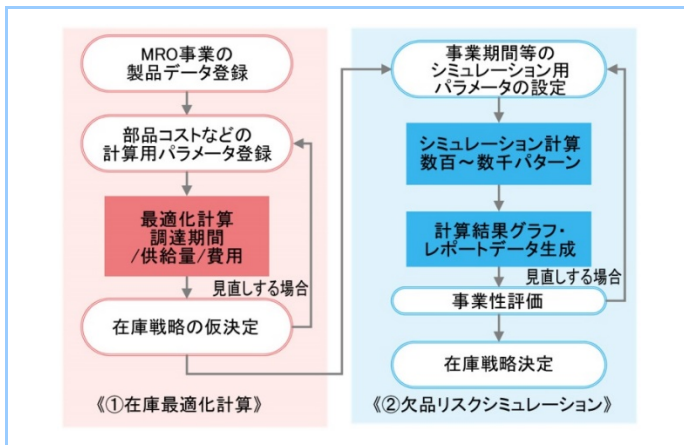 MRO事業の
製品データ登録
部品コストなどの
計算用パラメータ登録
最適化計算
調達期間
/供給量/費用
見直しする場合
在庫戦略の仮決定
《①在庫最適化計算》
事業期間等の
シミュレーション用
パラメータの設定
シミュレーション計算
数百～数千パターン
計算結果グラフ・
レポートデータ生成
見直しする場合
事業性評価
在庫戦略決定
《②欠品リスクシミュレーション》